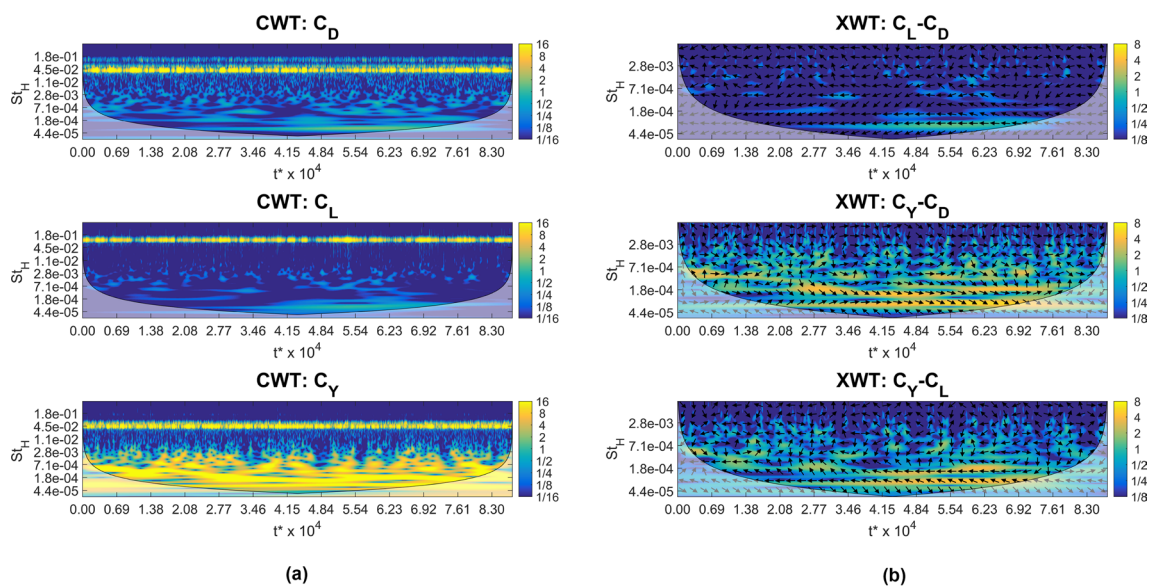 CWT: C_D
St_H
1.8e-01
4.5e-02
1.1e-02
2.8e-03
7.1e-04
1.8e-04
4.4e-05
16
8
4
2
1
1/2
1/4
1/8
1/16
0.00 0.69 1.38 2.08 2.77 3.46 4.15 4.84 5.54 6.23 6.92 7.61 8.30
t* x 10^4
CWT: C_L
St_H
1.8e-01
4.5e-02
1.1e-02
2.8e-03
7.1e-04
1.8e-04
4.4e-05
16
8
4
2
1
1/2
1/4
1/8
1/16
0.00 0.69 1.38 2.08 2.77 3.46 4.15 4.84 5.54 6.23 6.92 7.61 8.30
t* x 10^4
CWT: C_Y
St_H
1.8e-01
4.5e-02
1.1e-02
2.8e-03
7.1e-04
1.8e-04
4.4e-05
16
8
4
2
1
1/2
1/4
1/8
1/16
0.00 0.69 1.38 2.08 2.77 3.46 4.15 4.84 5.54 6.23 6.92 7.61 8.30
t* x 10^4
(a)
XWT: C_L-C_D
St_H
2.8e-03
7.1e-04
1.8e-04
4.4e-05
8
4
2
1
1/2
1/4
1/8
0.00 0.69 1.38 2.08 2.77 3.46 4.15 4.84 5.54 6.23 6.92 7.61 8.30
t* x 10^4
XWT: C_Y-C_D
St_H
2.8e-03
7.1e-04
1.8e-04
4.4e-05
8
4
2
1
1/2
1/4
1/8
0.00 0.69 1.38 2.08 2.77 3.46 4.15 4.84 5.54 6.23 6.92 7.61 8.30
t* x 10^4
XWT: C_Y-C_L
St_H
2.8e-03
7.1e-04
1.8e-04
4.4e-05
8
4
2
1
1/2
1/4
1/8
0.00 0.69 1.38 2.08 2.77 3.46 4.15 4.84 5.54 6.23 6.92 7.61 8.30
t* x 10^4
(b)